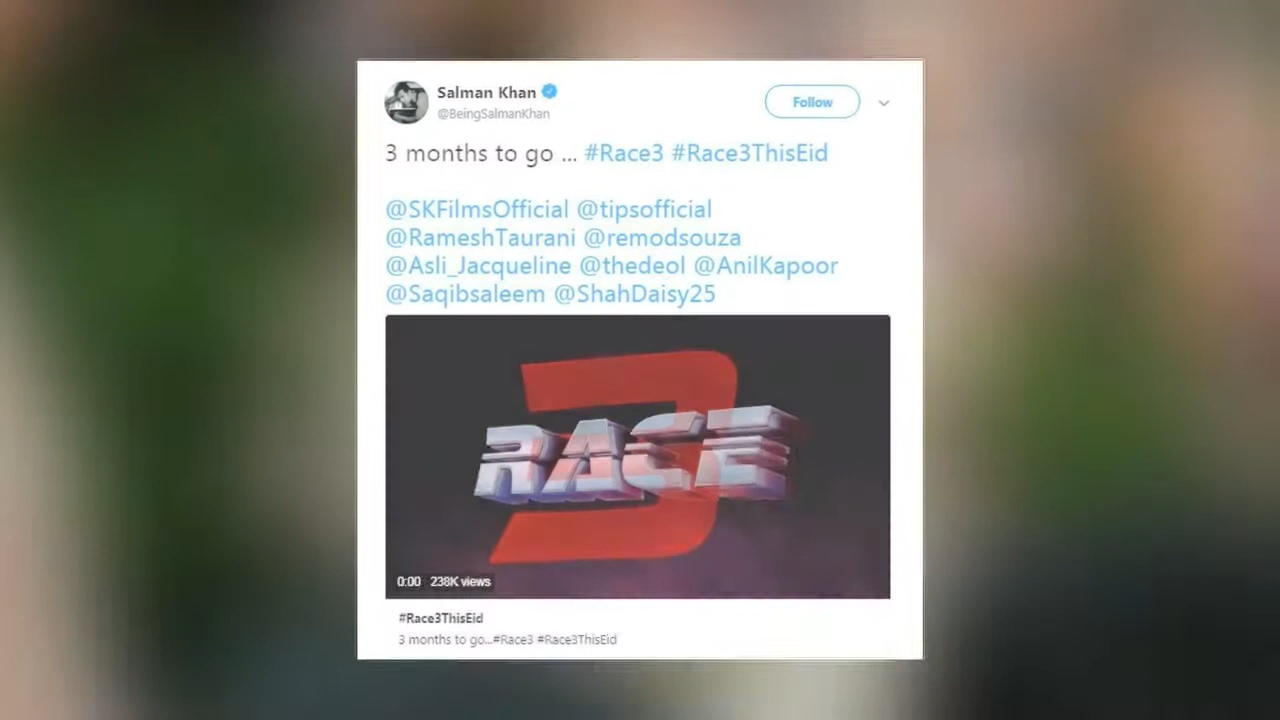 Salman Khan
@BeingSalmanKhan
Follow
3 months to go ... #Race3 #Race3ThisEid
@SKFilmsOfficial @tipsofficial
@RameshTaurani @remodsouza
@Asli_Jacqueline @thedeol @AnilKapoor
@Saqibsaleem @ShahDaisy25
3
RACE
0:00 238K views
#Race3ThisEid
3 months to go...#Race3 #Race3ThisEid